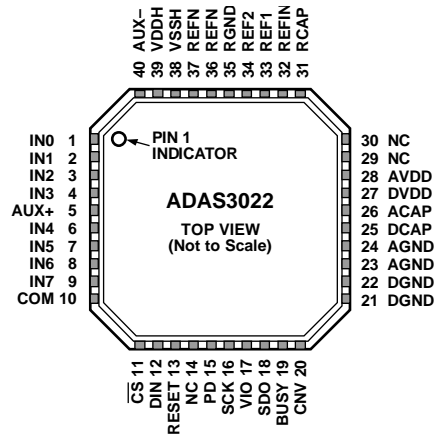 40 AUX–
39 VDDH
38 VSSH
37 REFN
36 REFN
35 RGND
34 REF2
33 REF1
32 REFIN
31 RCAP
IN0 1
IN1 2
IN2 3
IN3 4
AUX+ 5
IN4 6
IN5 7
IN6 8
IN7 9
COM 10
PIN 1
INDICATOR
ADAS3022
TOP VIEW
(Not to Scale)
30 NC
29 NC
28 AVDD
27 DVDD
26 ACAP
25 DCAP
24 AGND
23 AGND
22 DGND
21 DGND
C̅S̅ 11
DIN 12
RESET 13
NC 14
PD 15
SCK 16
VIO 17
SDO 18
BUSY 19
CNV 20